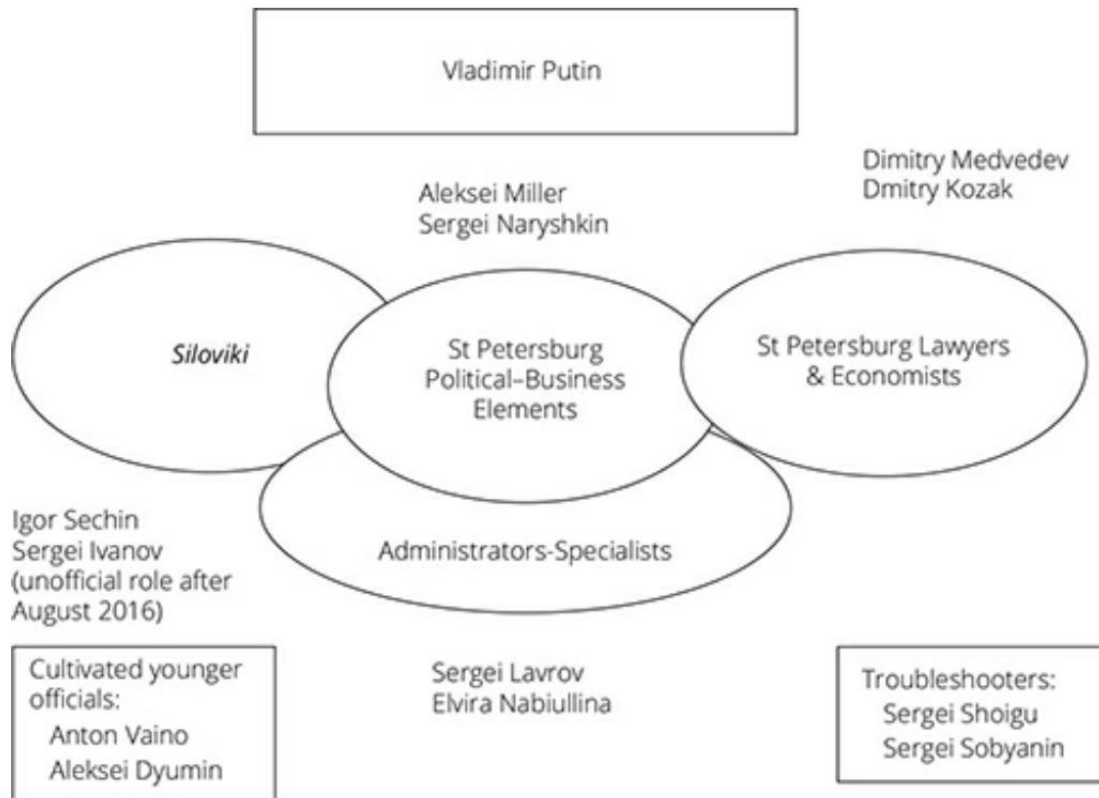 Vladimir Putin
Dimitry Medvedev
Dmitry Kozak
Aleksei Miller
Sergei Naryshkin
Siloviki
St Petersburg
Political–Business
Elements
St Petersburg Lawyers
& Economists
Administrators-Specialists
Igor Sechin
Sergei Ivanov
(unofficial role after
August 2016)
Sergei Lavrov
Elvira Nabiullina
Cultivated younger
officials:
Anton Vaino
Aleksei Dyumin
Troubleshooters:
Sergei Shoigu
Sergei Sobyanin